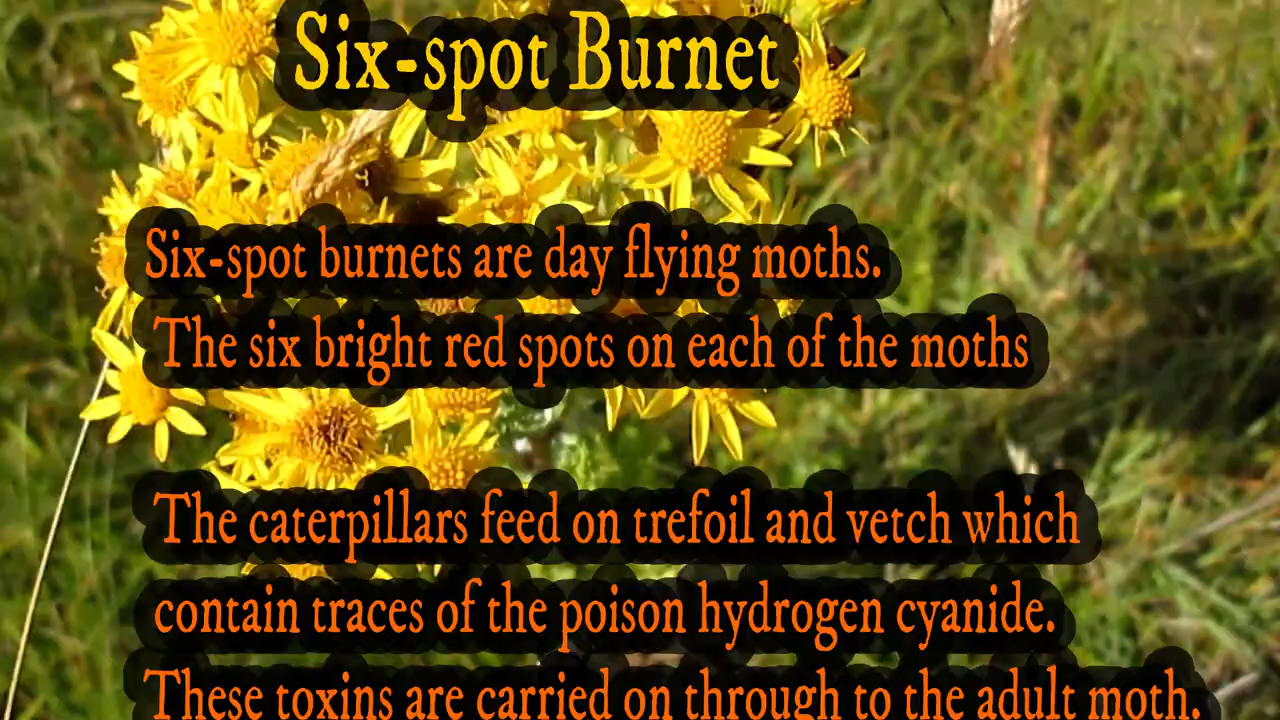 Six-spot Burnet
Six-spot burnets are day flying moths.
The six bright red spots on each of the moths
The caterpillars feed on trefoil and vetch which
contain traces of the poison hydrogen cyanide.
These toxins are carried on through to the adult moth.